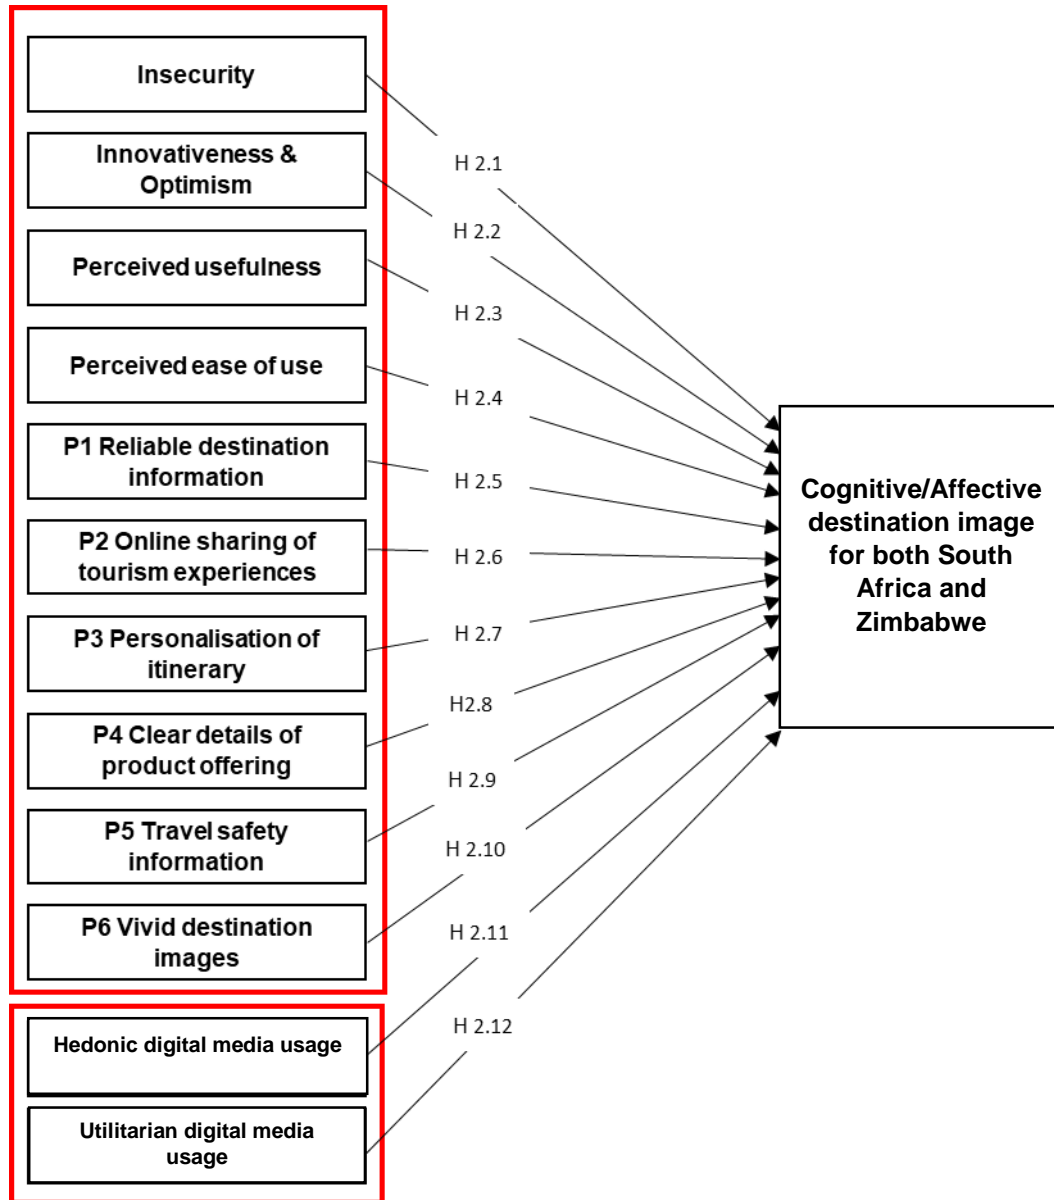 Insecurity
Innovativeness &
Optimism
Perceived usefulness
Perceived ease of use
P1 Reliable destination
information
P2 Online sharing of
tourism experiences
P3 Personalisation of
itinerary
P4 Clear details of
product offering
P5 Travel safety
information
P6 Vivid destination
images
Hedonic digital media usage
Utilitarian digital media
usage
H 2.1
H 2.2
H 2.3
H 2.4
H 2.5
H 2.6
H 2.7
H2.8
H 2.9
H 2.10
H 2.11
H 2.12
Cognitive/Affective
destination image
for both South
Africa and
Zimbabwe